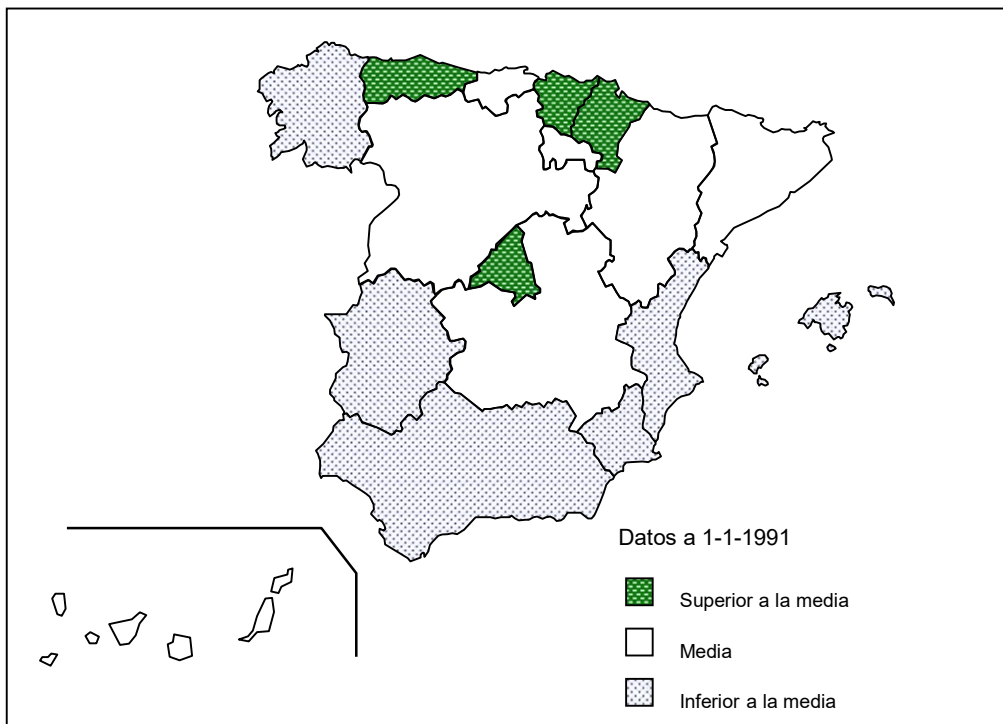 Datos a 1-1-1991
Superior a la media
Media
Inferior a la media